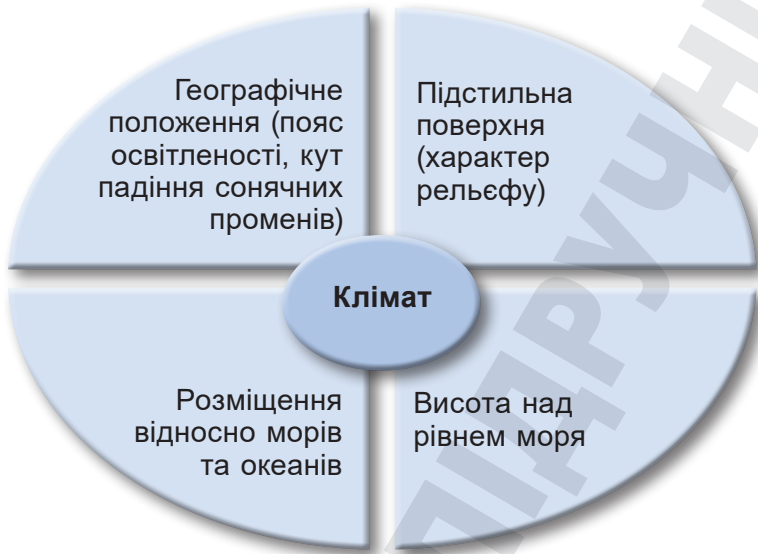 Географічне
положення (пояс
освітленості, кут
падіння сонячних
променів)
Підстильна
поверхня
(характер
рельєфу)
Клімат
Розміщення
відносно морів
та океанів
Висота над
рівнем моря
ПІДРУЧН